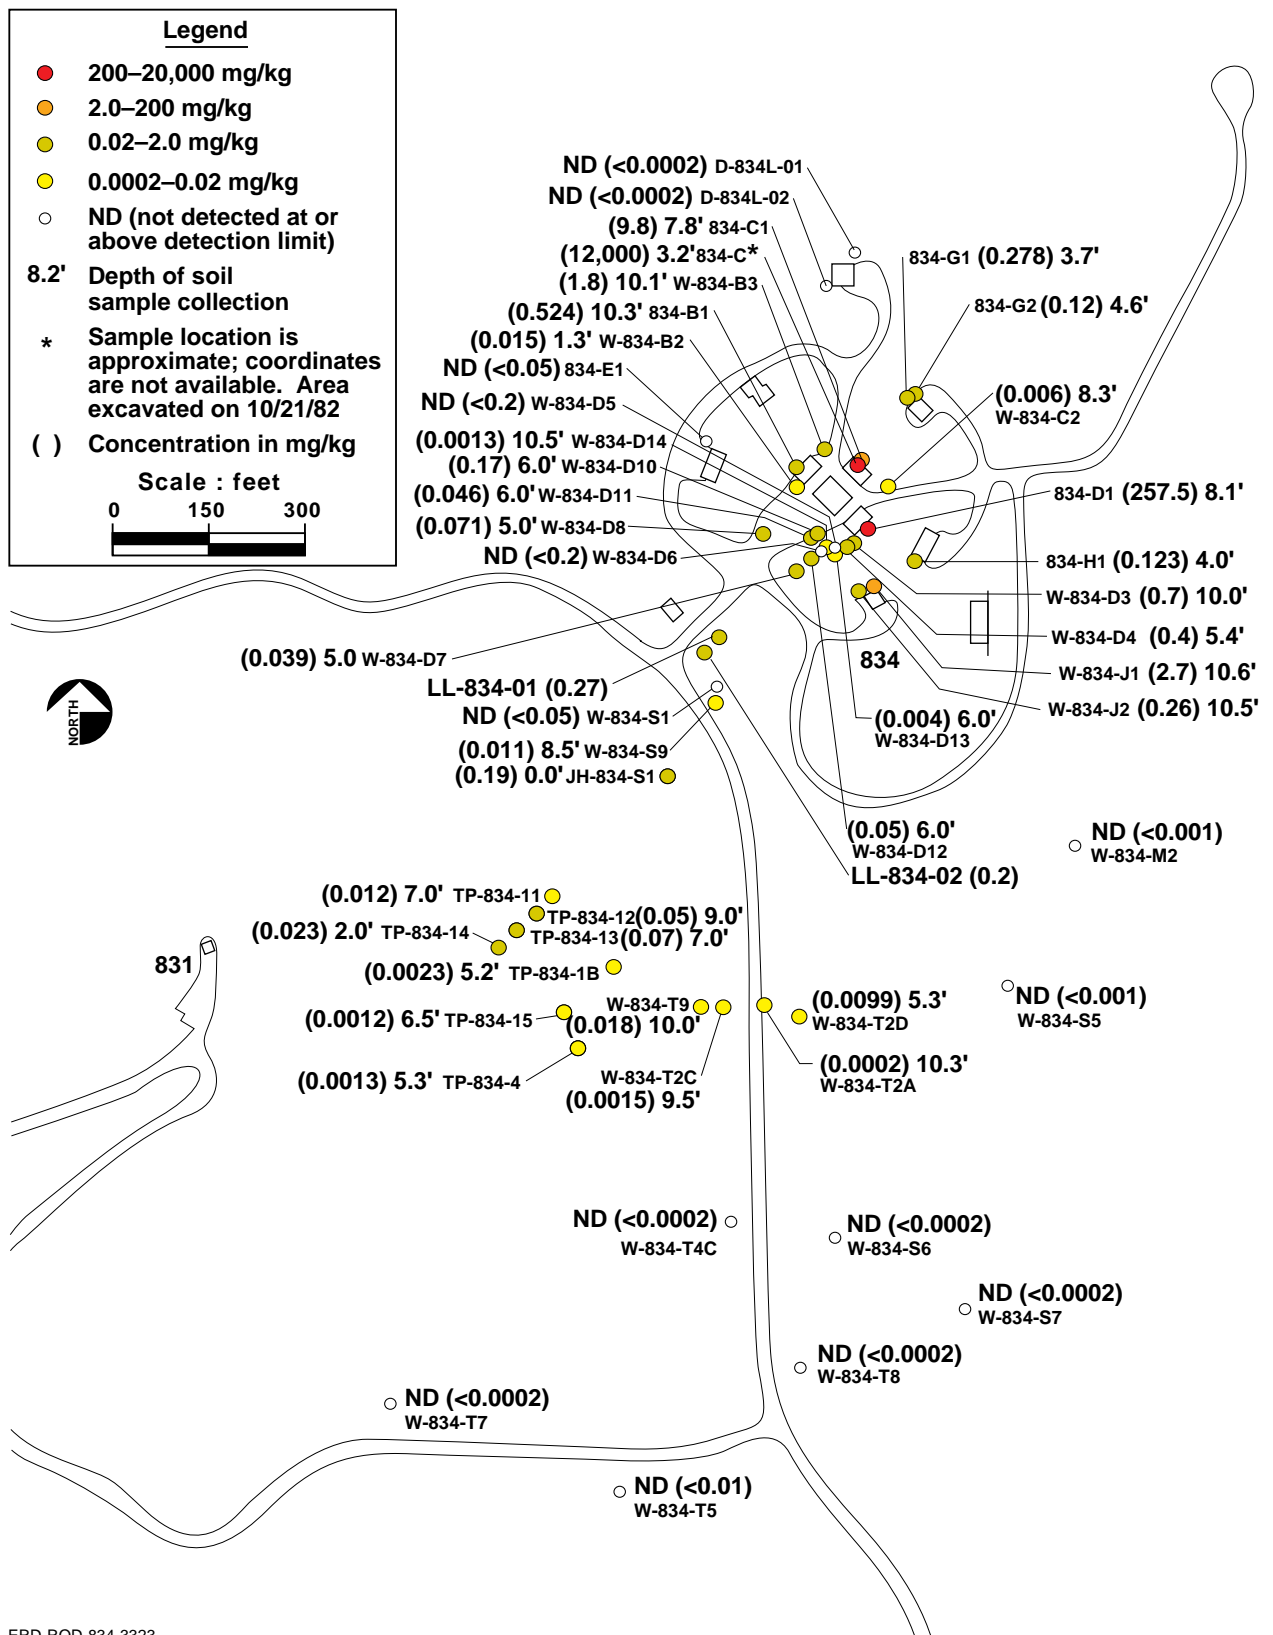 Legend
200–20,000 mg/kg
2.0–200 mg/kg
0.02–2.0 mg/kg
0.0002–0.02 mg/kg
ND (not detected at or
above detection limit)
8.2' Depth of soil
sample collection
* Sample location is
approximate; coordinates
are not available. Area
excavated on 10/21/82
( ) Concentration in mg/kg
Scale : feet
0 150 300
ND (<0.0002) D-834L-01
ND (<0.0002) D-834L-02
(9.8) 7.8' 834-C1
(12,000) 3.2' 834-C*
(1.8) 10.1' W-834-B3
(0.524) 10.3' 834-B1
(0.015) 1.3' W-834-B2
ND (<0.05) 834-E1
ND (<0.2) W-834-D5
(0.0013) 10.5' W-834-D14
(0.17) 6.0' W-834-D10
(0.046) 6.0' W-834-D11
(0.071) 5.0' W-834-D8
ND (<0.2) W-834-D6
834-G1 (0.278) 3.7'
834-G2 (0.12) 4.6'
(0.006) 8.3'
W-834-C2
834-D1 (257.5) 8.1'
834-H1 (0.123) 4.0'
W-834-D3 (0.7) 10.0'
W-834-D4 (0.4) 5.4'
W-834-J1 (2.7) 10.6'
W-834-J2 (0.26) 10.5'
834
(0.004) 6.0'
W-834-D13
(0.039) 5.0 W-834-D7
LL-834-01 (0.27)
ND (<0.05) W-834-S1
(0.011) 8.5' W-834-S9
(0.19) 0.0' JH-834-S1
NORTH
(0.05) 6.0'
W-834-D12
LL-834-02 (0.2)
ND (<0.001)
W-834-M2
(0.012) 7.0' TP-834-11
TP-834-12 (0.05) 9.0'
(0.023) 2.0' TP-834-14
TP-834-13 (0.07) 7.0'
831
(0.0023) 5.2' TP-834-1B
(0.0012) 6.5' TP-834-15
W-834-T9
(0.018) 10.0'
(0.0099) 5.3'
W-834-T2D
ND (<0.001)
W-834-S5
(0.0002) 10.3'
W-834-T2A
(0.0013) 5.3' TP-834-4
W-834-T2C
(0.0015) 9.5'
ND (<0.0002)
W-834-T4C
ND (<0.0002)
W-834-S6
ND (<0.0002)
W-834-S7
ND (<0.0002)
W-834-T8
ND (<0.0002)
W-834-T7
ND (<0.01)
W-834-T5
ERD-ROD-834-3323